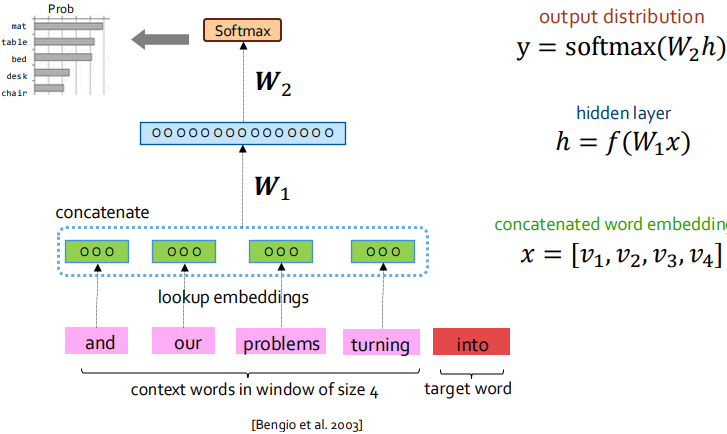 Prob
mat
table
bed
desk
chair
Softmax
W₂
O O O O O O O O O O O O O O O
W₁
concatenate
O O O O O O O O O O O O
lookup embeddings
and our problems turning into
context words in window of size 4 target word
[Bengio et al. 2003]
output distribution
y = softmax(W₂h)
hidden layer
h = f(W₁x)
concatenated word embedding
x = [v₁, v₂, v₃, v₄]